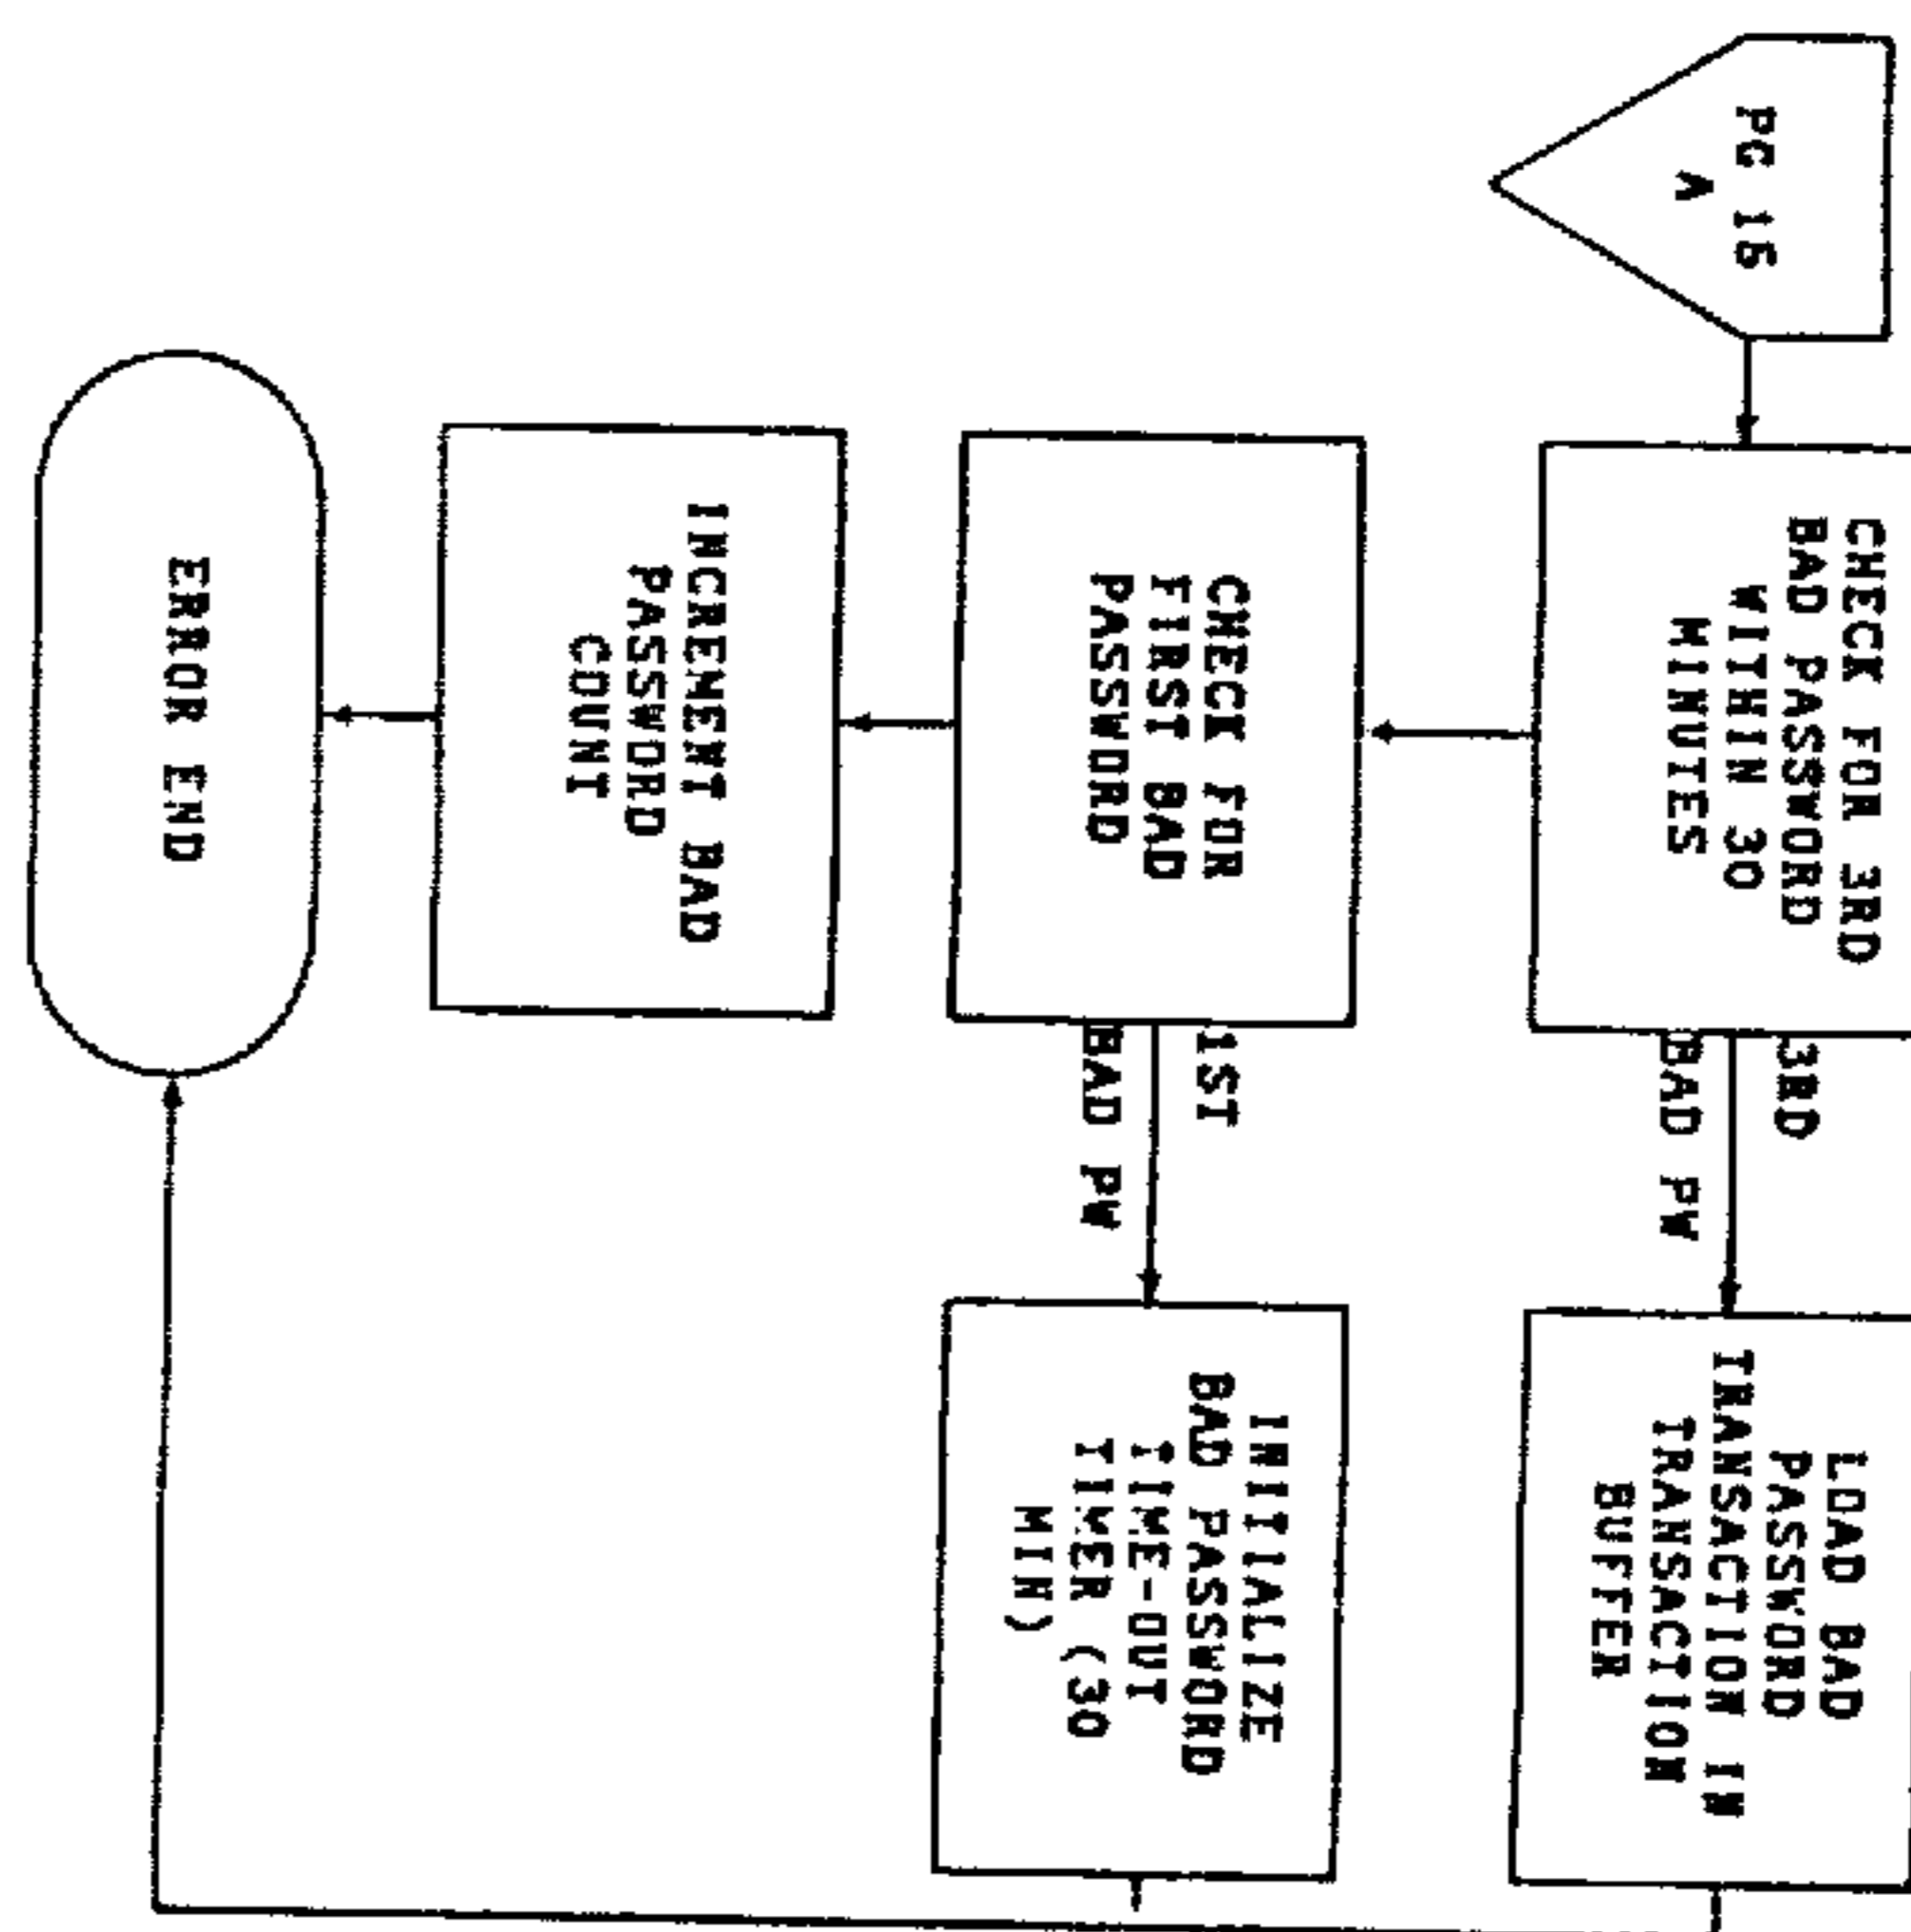 PG 16
A
CHECK FOR 3RD
BAD PASSWORD
WITHIN 30
MINUTES
3RD
BAD PW
LOAD BAD
PASSWORD
TRANSACTION IN
TRANSACTION
BUFFER
CHECK FOR
FIRST BAD
PASSWORD
1ST
BAD PW
INITIALIZE
BAD PASSWORD
TIME-OUT
TIMER (30
MIN)
INCREMENT BAD
PASSWORD
COUNT
ERROR END